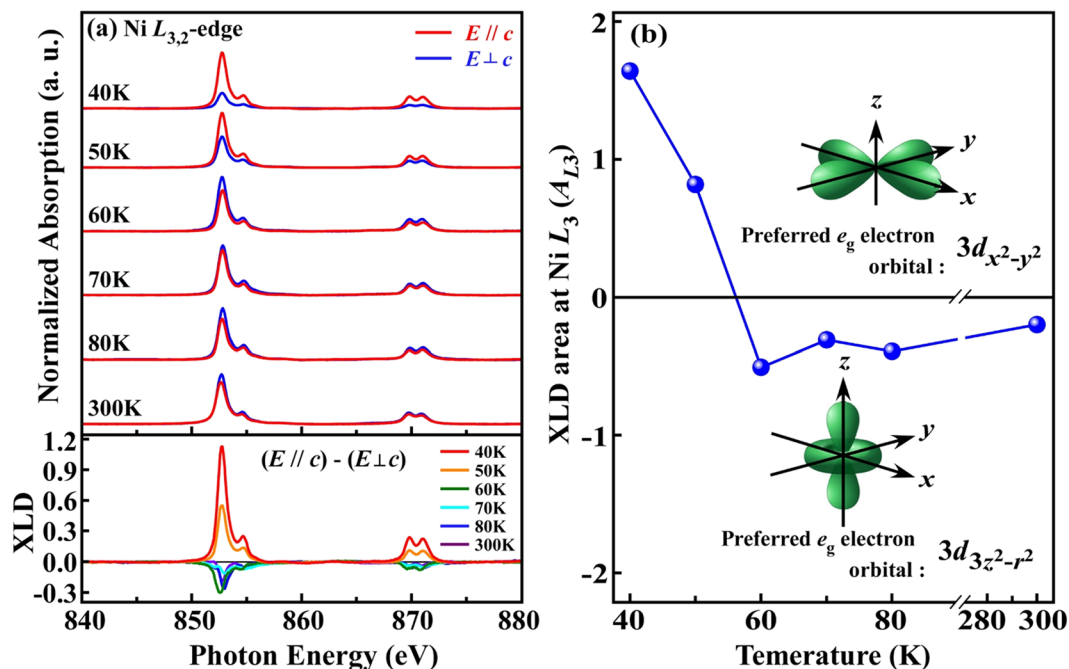 (a) Ni L3,2-edge
E // c
E ⊥ c
40K
50K
60K
70K
80K
300K
Normalized Absorption (a. u.)
(E // c) - (E⊥c)
40K
50K
60K
70K
80K
300K
XLD
1.2
0.9
0.6
0.3
0.0
-0.3
840 850 860 870 880
Photon Energy (eV)
(b)
XLD area at Ni L3 (AL3)
2
1
0
-1
-2
z
y
x
Preferred eg electron
orbital : 3dx²-y²
z
y
x
Preferred eg electron
orbital : 3d3z²-r²
40 60 80 280 300
Temerature (K)